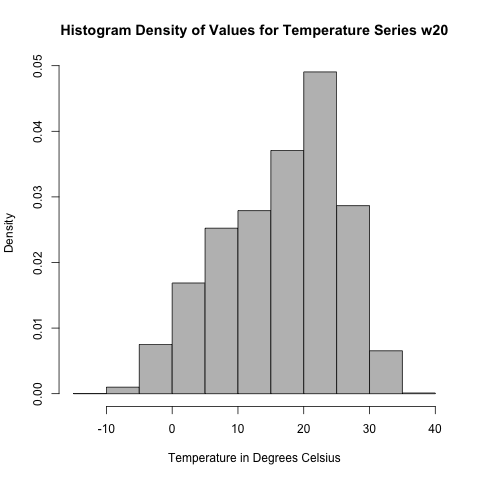 Histogram Density of Values for Temperature Series w20
Density
0.05
0.04
0.03
0.02
0.01
0.00
-10 0 10 20 30 40
Temperature in Degrees Celsius